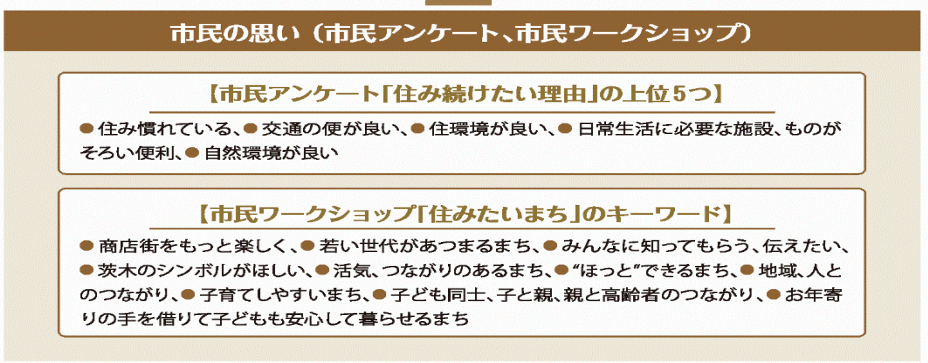 市民の思い（市民アンケート、市民ワークショップ）
【市民アンケート「住み続けたい理由」の上位５つ】
●住み慣れている、●交通の便が良い、●住環境が良い、●日常生活に必要な施設、ものが
そろい便利、●自然環境が良い
【市民ワークショップ「住みたいまち」のキーワード】
●商店街をもっと楽しく、●若い世代があつまるまち、●みんなに知ってもらう、伝えたい、
●茨木のシンボルがほしい、●活気、つながりのあるまち、●“ほっと”できるまち、●地域、人と
のつながり、●子育てしやすいまち、●子ども同士、子と親、親と高齢者のつながり、●お年寄
りの手を借りて子どもも安心して暮らせるまち